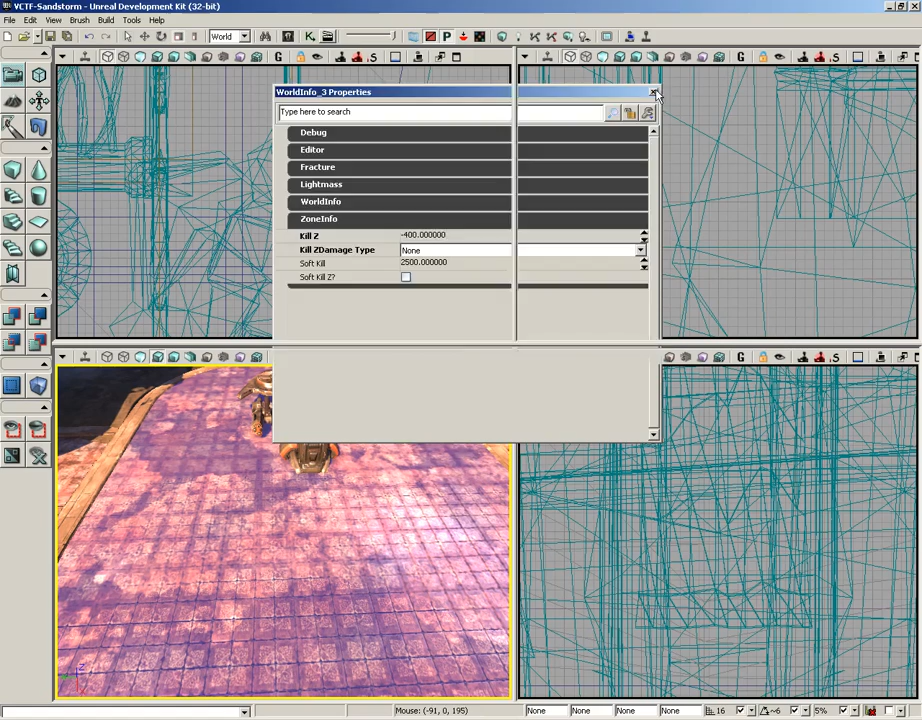 VCTF-Sandstorm - Unreal Development Kit (32-bit)
File Edit View Brush Build Tools Help
World
G
S
G
S
WorldInfo_3 Properties
Type here to search
Debug
Editor
Fracture
Lightmass
WorldInfo
ZoneInfo
Kill Z -400.000000
Kill ZDamage Type None
Soft Kill 2500.000000
Soft Kill Z?
G
S
Mouse: (-91, 0, 195) None None None None 16 ~6 5%